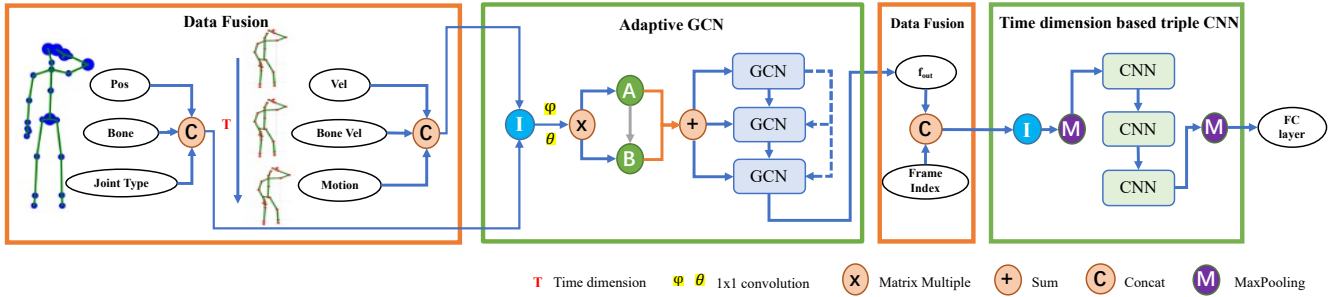 Data Fusion
Pos
Bone
Joint Type
C
T
Vel
Bone Vel
Motion
C
Adaptive GCN
I
φ
θ
x
A
B
+
GCN
GCN
GCN
Data Fusion
f_out
C
Frame
Index
Time dimension based triple CNN
I
M
CNN
CNN
CNN
M
FC
layer
T Time dimension
φ θ 1x1 convolution
x Matrix Multiple
+ Sum
C Concat
M MaxPooling